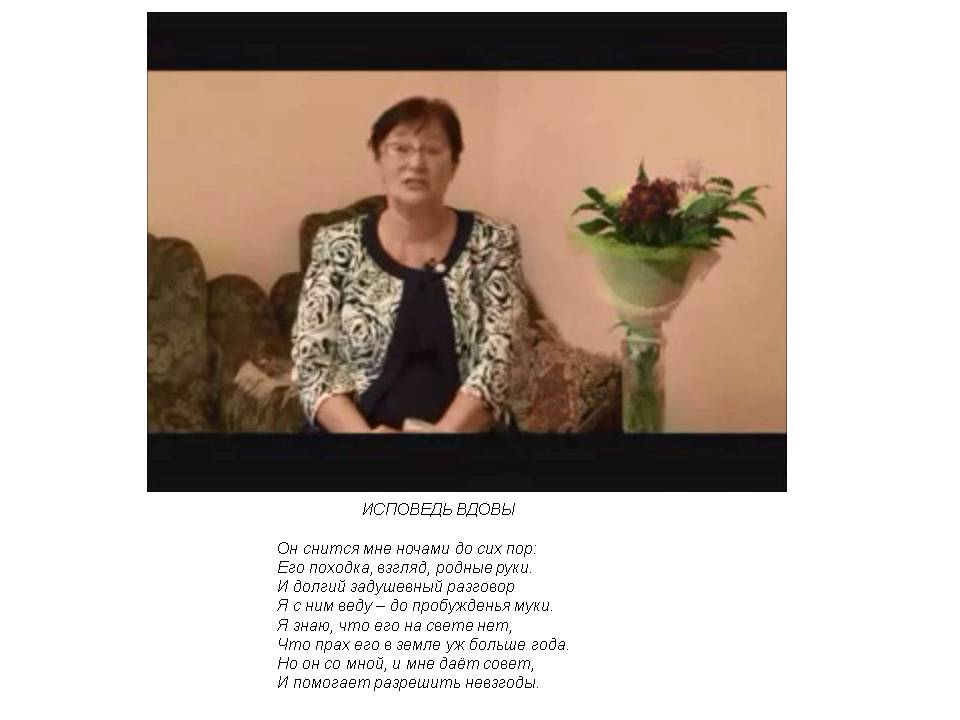 ИСПОВЕДЬ ВДОВЫ
Он снится мне ночами до сих пор:
Его походка, взгляд, родные руки.
И долгий задушевный разговор
Я с ним веду – до пробужденья муки.
Я знаю, что его на свете нет,
Что прах его в земле уж больше года.
Но он со мной, и мне даёт совет,
И помогает разрешить невзгоды.